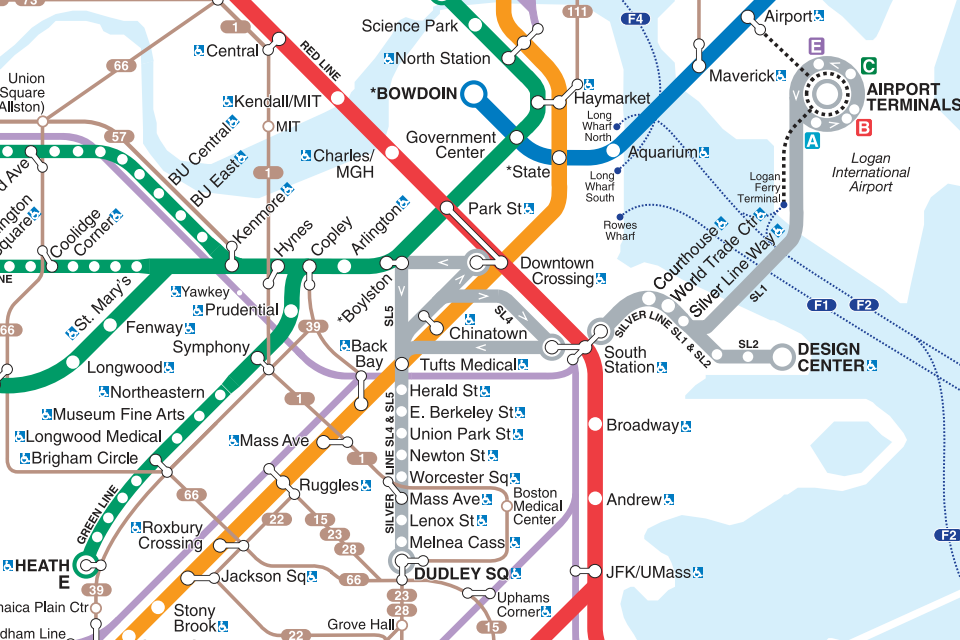 73
66
1
Central
RED LINE
Science Park
North Station
111
F4
Airport
E
C
AIRPORT
TERMINALS
B
A
Maverick
Union
Square
Allston)
57
Kendall/MIT
MIT
*BOWDOIN
Haymarket
Long
Wharf
North
Government
Center
*State
Aquarium
Long
Wharf
South
Logan
International
Airport
Logan
Ferry
Terminal
Rowes
Wharf
BU Central
BU East
Charles/
MGH
1
Kenmore
Park St
d Ave
ington
Square
Coolidge
Corner
Hynes
Copley
Arlington
Courthouse
World Trade Ctr
Silver Line Way
Downtown
Crossing
NE
St. Mary's
Yawkey
Prudential
*Boylston
SL5
SL4
SL1
F1
F2
Chinatown
SILVER LINE SL1 & SL2
SL2
DESIGN
CENTER
66
Fenway
Symphony
39
Back
Bay
Tufts Medical
South
Station
Longwood
Northeastern
Museum Fine Arts
Longwood Medical
Brigham Circle
1
Mass Ave
1
SILVER LINE SL4 & SL5
Herald St
E. Berkeley St
Union Park St
Newton St
Worcester Sq
Mass Ave
Lenox St
Melnea Cass
Boston
Medical
Center
Broadway
Andrew
GREEN LINE
66
Ruggles
22
15
23
28
Roxbury
Crossing
F2
HEATH
E
39
Jackson Sq
66
DUDLEY SQ
JFK/UMass
maica Plain Ctr
23
28
Uphams
Corner
Stony
Brook
Grove Hall
22
15
dham Line